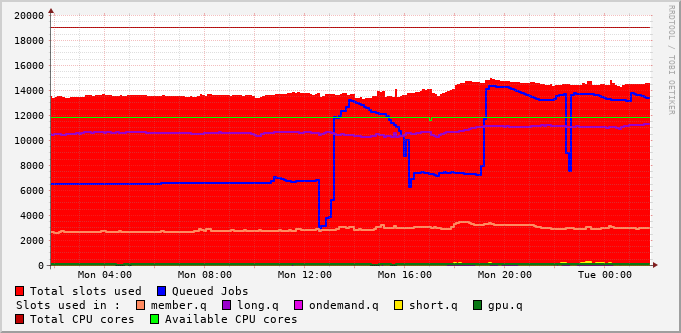 RRDTOOL / TOBI OETIKER
20000
18000
16000
14000
12000
10000
8000
6000
4000
2000
0
Mon 04:00 Mon 08:00 Mon 12:00 Mon 16:00 Mon 20:00 Tue 00:00
Total slots used Queued Jobs
Slots used in : member.q long.q ondemand.q short.q gpu.q
Total CPU cores Available CPU cores